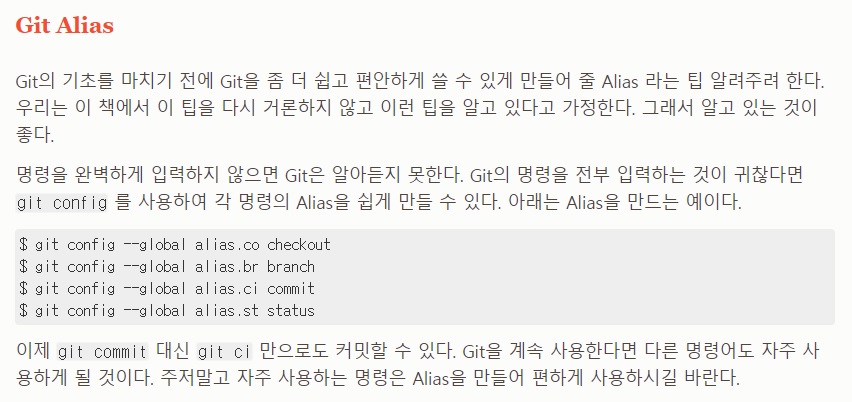 Git Alias
Git의 기초를 마치기 전에 Git을 좀 더 쉽고 편안하게 쓸 수 있게 만들어 줄 Alias 라는 팁 알려주려 한다.
우리는 이 책에서 이 팁을 다시 거론하지 않고 이런 팁을 알고 있다고 가정한다. 그래서 알고 있는 것이
좋다.
명령을 완벽하게 입력하지 않으면 Git은 알아듣지 못한다. Git의 명령을 전부 입력하는 것이 귀찮다면
git config 를 사용하여 각 명령의 Alias을 쉽게 만들 수 있다. 아래는 Alias을 만드는 예이다.
$ git config --global alias.co checkout
$ git config --global alias.br branch
$ git config --global alias.ci commit
$ git config --global alias.st status
이제 git commit 대신 git ci 만으로도 커밋할 수 있다. Git을 계속 사용한다면 다른 명령어도 자주 사
용하게 될 것이다. 주저말고 자주 사용하는 명령은 Alias을 만들어 편하게 사용하시길 바란다.